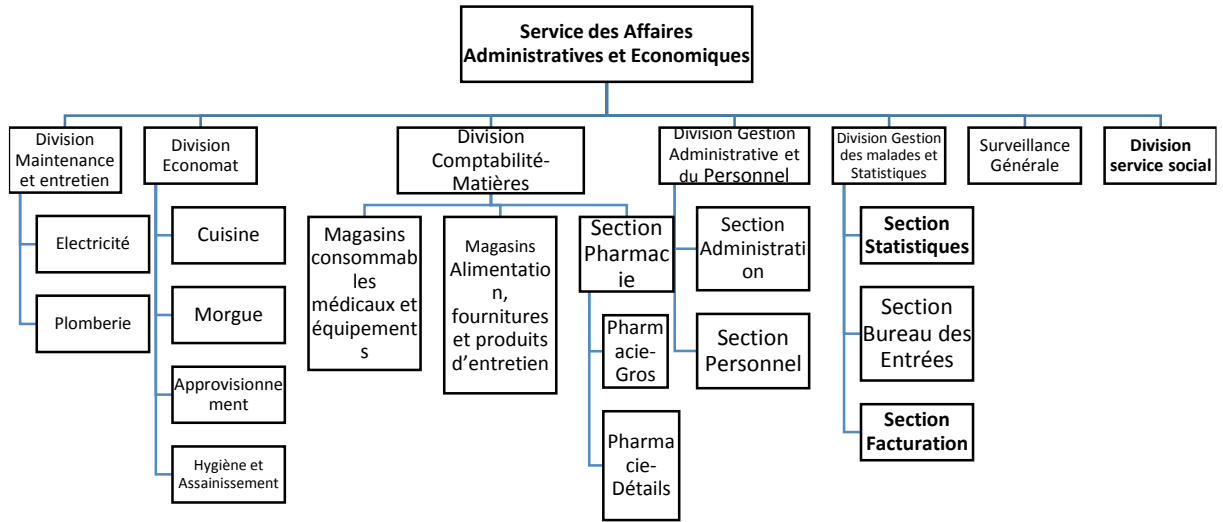 Service des Affaires
Administratives et Economiques
Division
Maintenance
et entretien
Division
Economat
Division
Comptabilité-
Matières
Division Gestion
Administrative et
du Personnel
Division Gestion
des malades et
Statistiques
Surveillance
Générale
Division
service social
Electricité
Plomberie
Cuisine
Morgue
Approvisionne
ment
Hygiène et
Assainissement
Magasins
consommab
les
médicaux et
équipement
s
Magasins
Alimentatio
n,
fournitures
et produits
d’entretien
Section
Pharmac
ie
Pharm
acie-
Gros
Pharma
cie-
Détails
Section
Administrati
on
Section
Personnel
Section
Statistiques
Section
Bureau des
Entrées
Section
Facturation